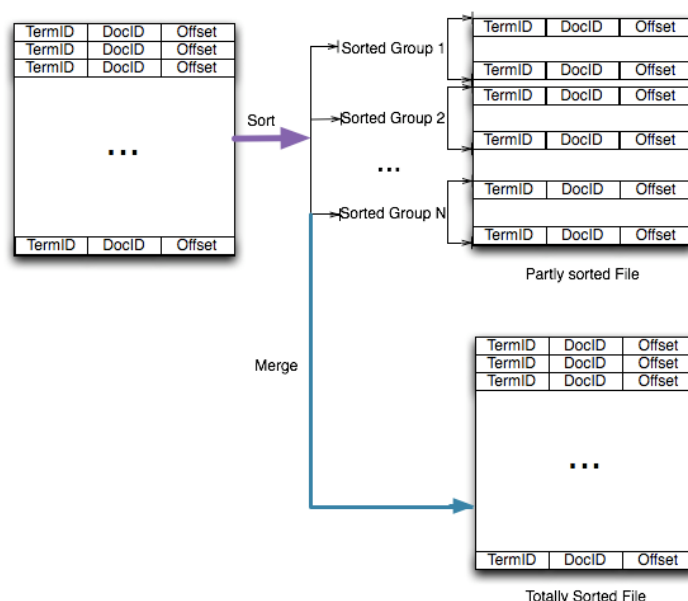 TermID DocID Offset
TermID DocID Offset
TermID DocID Offset
...
TermID DocID Offset
Sort
Sorted Group 1
Sorted Group 2
...
Sorted Group N
TermID DocID Offset
TermID DocID Offset
TermID DocID Offset
TermID DocID Offset
TermID DocID Offset
TermID DocID Offset
Partly sorted File
Merge
TermID DocID Offset
TermID DocID Offset
TermID DocID Offset
...
TermID DocID Offset
Totally Sorted File